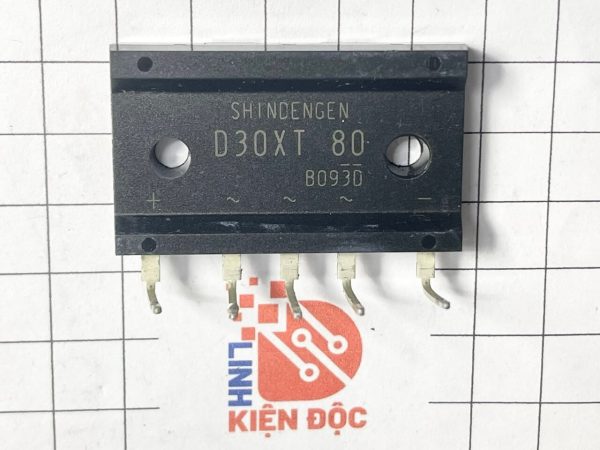 SHINDENGEN
D30XT 80
B093D
+ ~ ~ ~ -
LINH
KIỆN ĐỘC